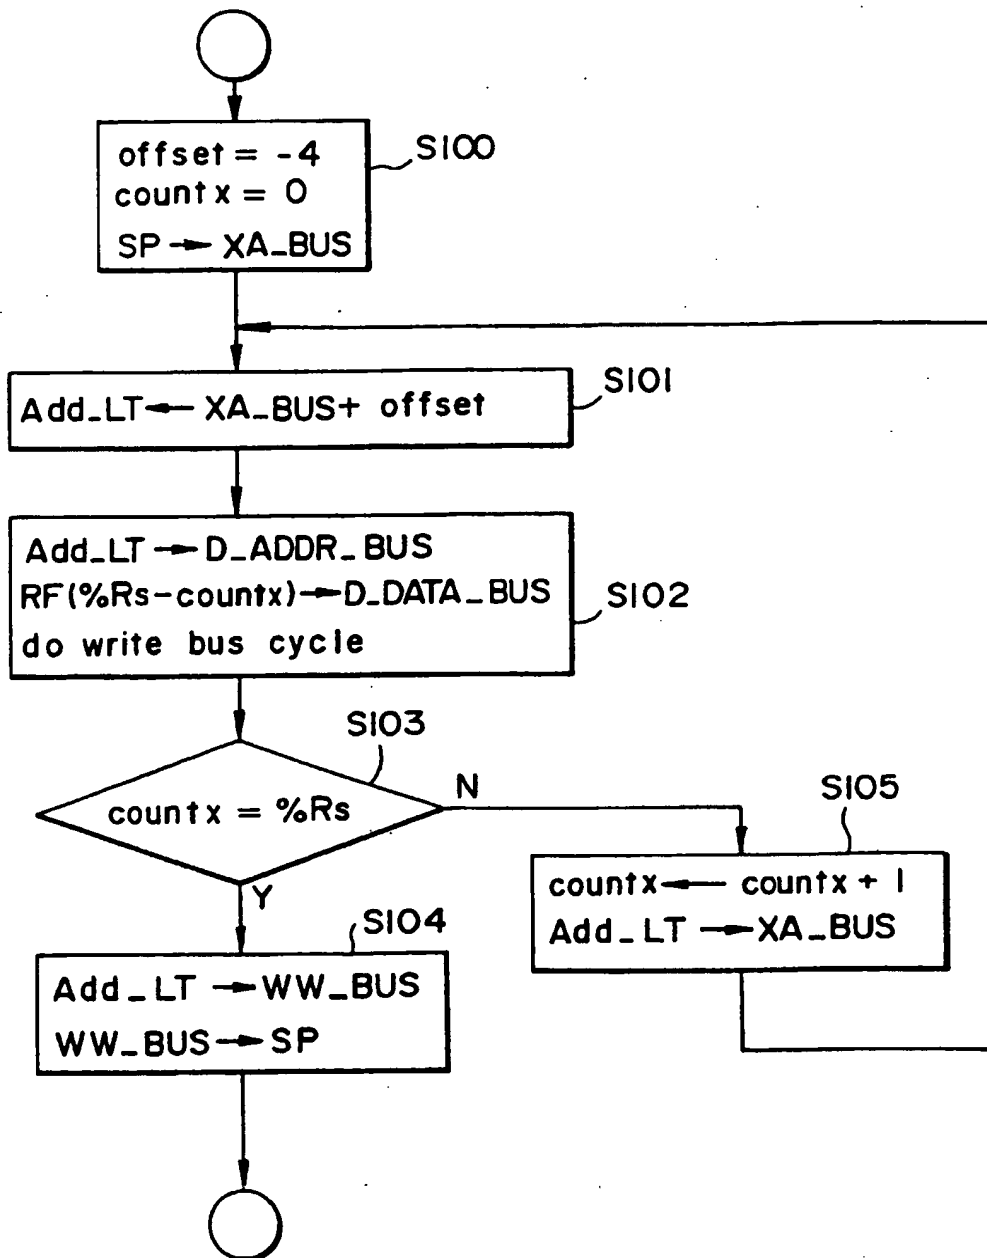 offset = -4
countx = 0
SP → XA_BUS
S100
Add_LT ← XA_BUS + offset
S101
Add_LT → D_ADDR_BUS
RF(%Rs-countx) → D_DATA_BUS
do write bus cycle
S102
S103
countx = %Rs
N
Y
S105
countx ← countx + 1
Add_LT → XA_BUS
S104
Add_LT → WW_BUS
WW_BUS → SP